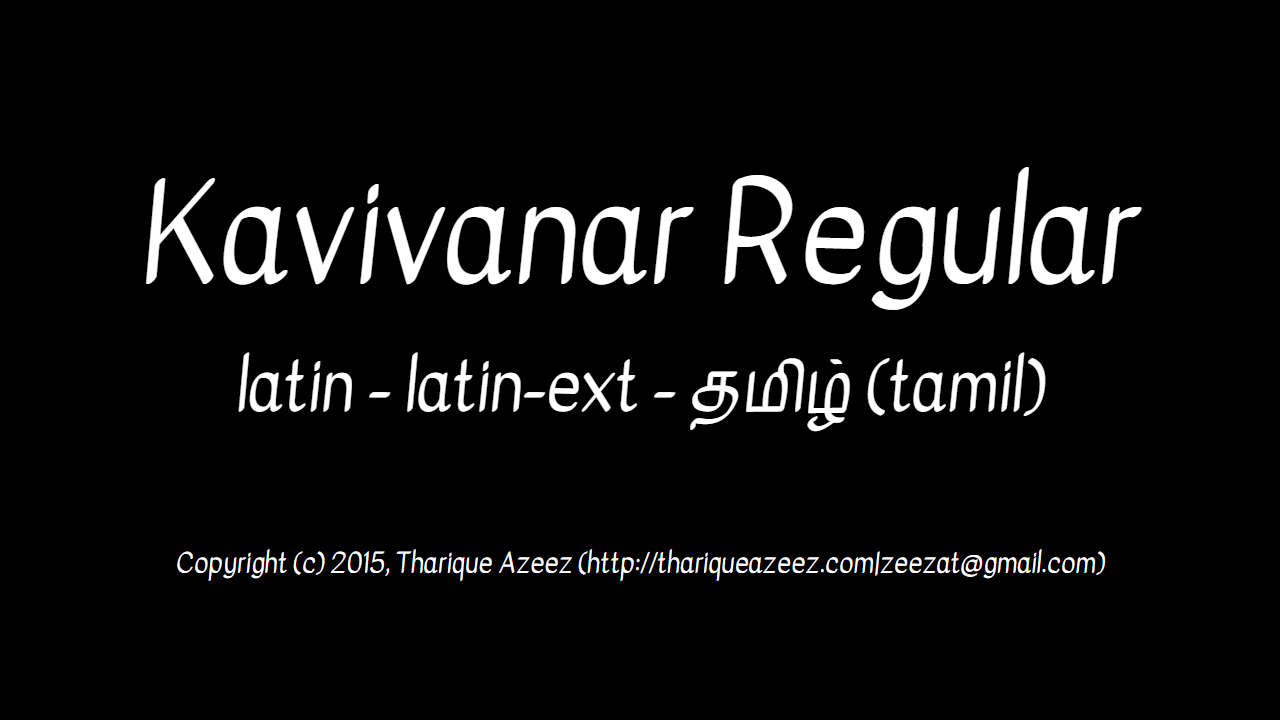 Kavivanar Regular
latin - latin-ext - தமிழ் (tamil)
Copyright (c) 2015, Tharique Azeez (http://thariqueazeez.com|zeezat@gmail.com)